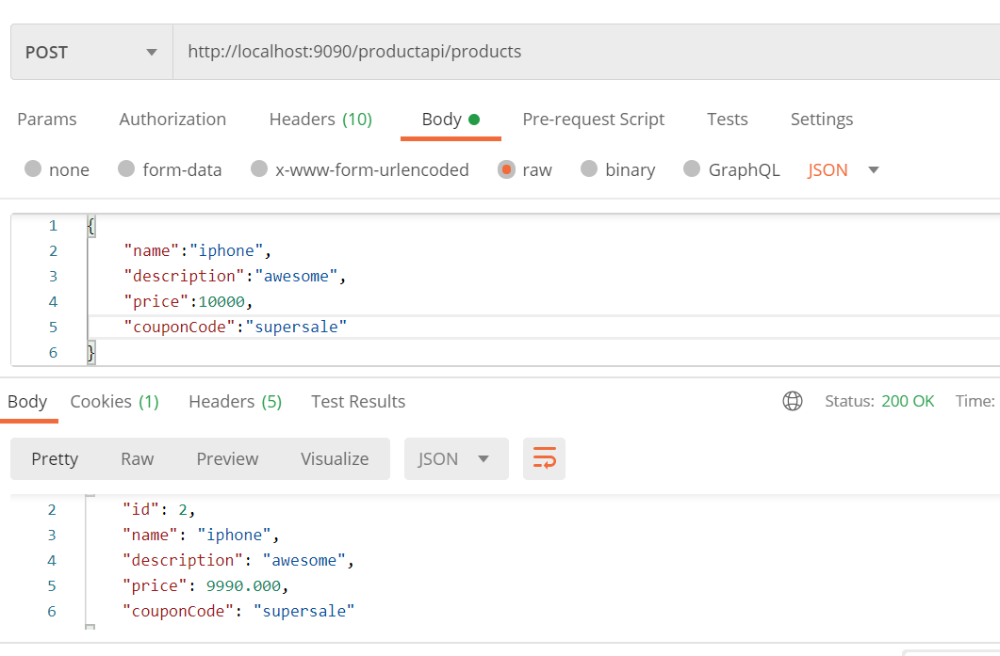 POST http://localhost:9090/productapi/products
Params Authorization Headers (10) Body Pre-request Script Tests Settings
none form-data x-www-form-urlencoded raw binary GraphQL JSON
1 {
2 "name":"iphone",
3 "description":"awesome",
4 "price":10000,
5 "couponCode":"supersale"
6 }
Body Cookies (1) Headers (5) Test Results Status: 200 OK Time:
Pretty Raw Preview Visualize JSON
2 "id": 2,
3 "name": "iphone",
4 "description": "awesome",
5 "price": 9990.000,
6 "couponCode": "supersale"